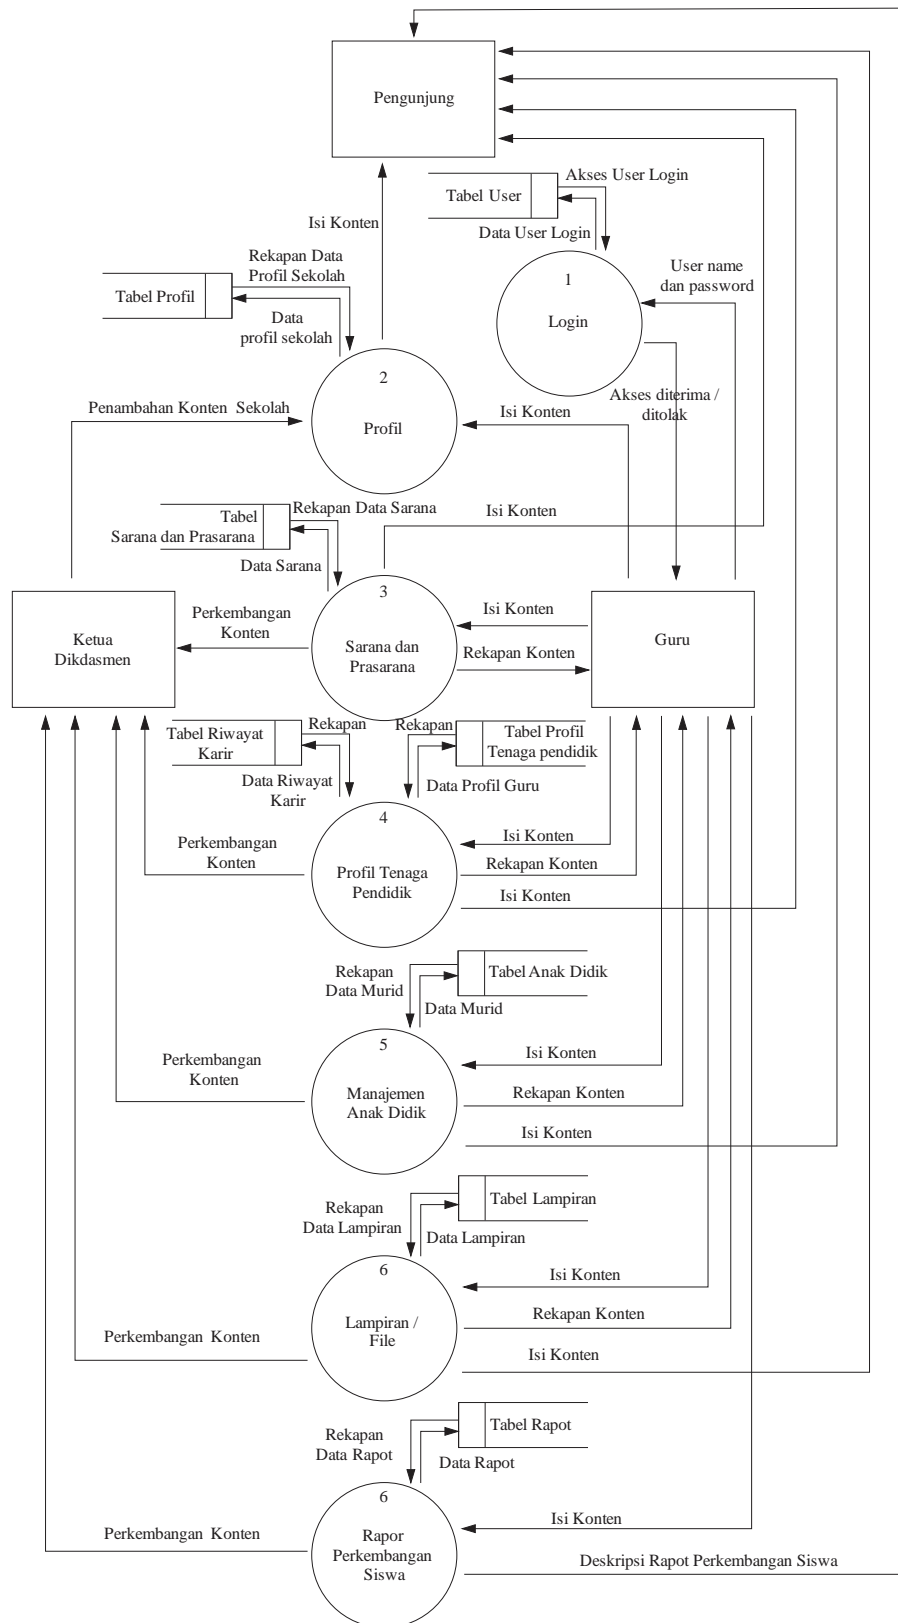 Pengunjung
Tabel User
Akses User Login
Data User Login
Isi Konten
Rekapan Data
Profil Sekolah
Tabel Profil
Data
profil sekolah
1
Login
User name
dan password
Akses diterima /
ditolak
2
Profil
Penambahan Konten Sekolah
Isi Konten
Tabel
Sarana dan Prasarana
Rekapan Data Sarana
Data Sarana
Isi Konten
3
Sarana dan
Prasarana
Ketua
Dikdasmen
Perkembangan
Konten
Isi Konten
Rekapan Konten
Guru
Tabel Riwayat
Karir
Rekapan
Data Riwayat
Karir
Rekapan
Tabel Profil
Tenaga pendidik
Data Profil Guru
4
Profil Tenaga
Pendidik
Perkembangan
Konten
Isi Konten
Rekapan Konten
Isi Konten
Rekapan
Data Murid
Tabel Anak Didik
Data Murid
5
Manajemen
Anak Didik
Perkembangan
Konten
Isi Konten
Rekapan Konten
Isi Konten
Rekapan
Data Lampiran
Tabel Lampiran
Data Lampiran
6
Lampiran /
File
Perkembangan Konten
Isi Konten
Rekapan Konten
Isi Konten
Rekapan
Data Rapot
Tabel Rapot
Data Rapot
6
Rapor
Perkembangan
Siswa
Perkembangan Konten
Isi Konten
Deskripsi Rapot Perkembangan Siswa